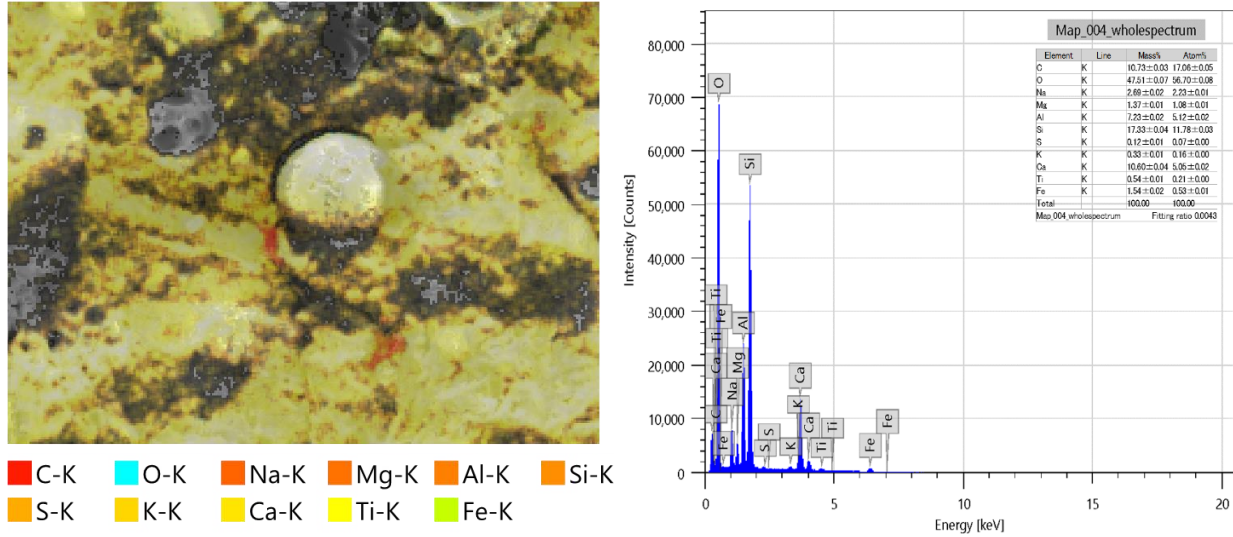 C-K O-K Na-K Mg-K Al-K Si-K
S-K K-K Ca-K Ti-K Fe-K
Map_004_wholespectrum
Element Line Mass% Atom%
C K 10.73±0.03 17.06±0.05
O K 47.51±0.07 56.70±0.08
Na K 2.69±0.02 2.23±0.01
Mg K 1.37±0.01 1.08±0.01
Al K 7.23±0.02 5.12±0.02
Si K 17.33±0.04 11.78±0.03
S K 0.12±0.01 0.07±0.00
K K 0.33±0.01 0.16±0.00
Ca K 10.60±0.04 5.05±0.02
Ti K 0.54±0.01 0.21±0.00
Fe K 1.54±0.02 0.53±0.01
Total 100.00 100.00
Map_004_wholespectrum Fitting ratio 0.0043
Intensity [Counts]
80,000
70,000
60,000
50,000
40,000
30,000
20,000
10,000
0
O
Si
Ti
Fe
Ti
Al
Ca
Mg
Na
Ca
C
K
Ca
Fe
S
S
K
Ti
Ti
Fe
Fe
0 5 10 15 20
Energy [keV]